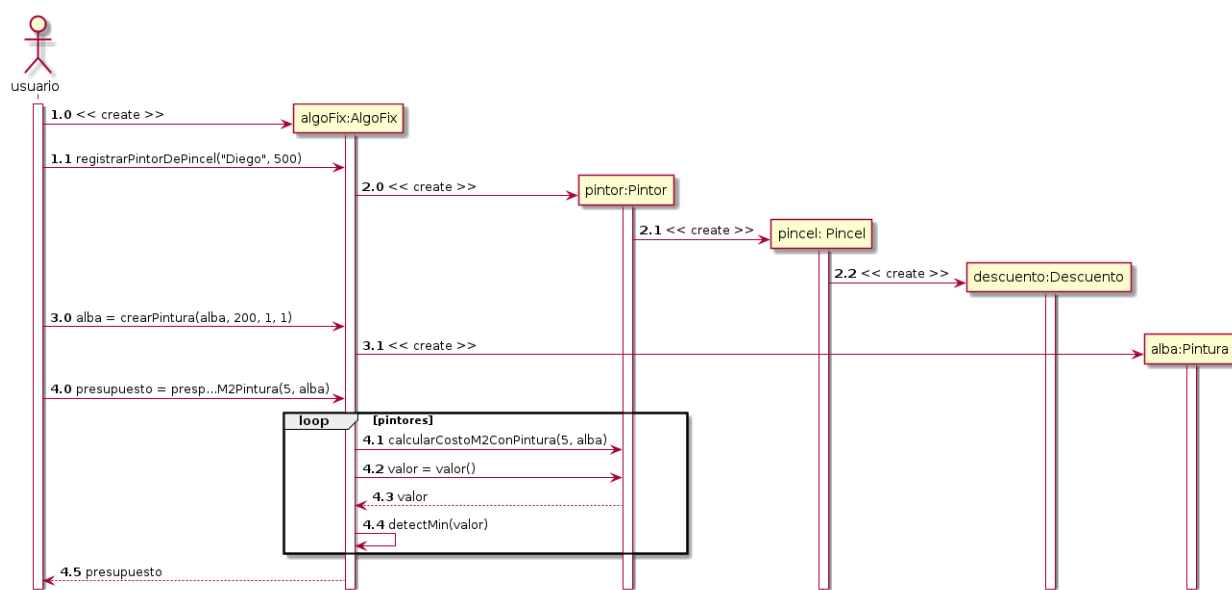 usuario
1.0 << create >>
algoFix:AlgoFix
1.1 registrarPintorDePincel("Diego", 500)
2.0 << create >>
pintor:Pintor
2.1 << create >>
pincel: Pincel
2.2 << create >>
descuento:Descuento
3.0 alba = crearPintura(alba, 200, 1, 1)
3.1 << create >>
alba:Pintura
4.0 presupuesto = presp...M2Pintura(5, alba)
loop [pintores]
4.1 calcularCostoM2ConPintura(5, alba)
4.2 valor = valor()
4.3 valor
4.4 detectMin(valor)
4.5 presupuesto